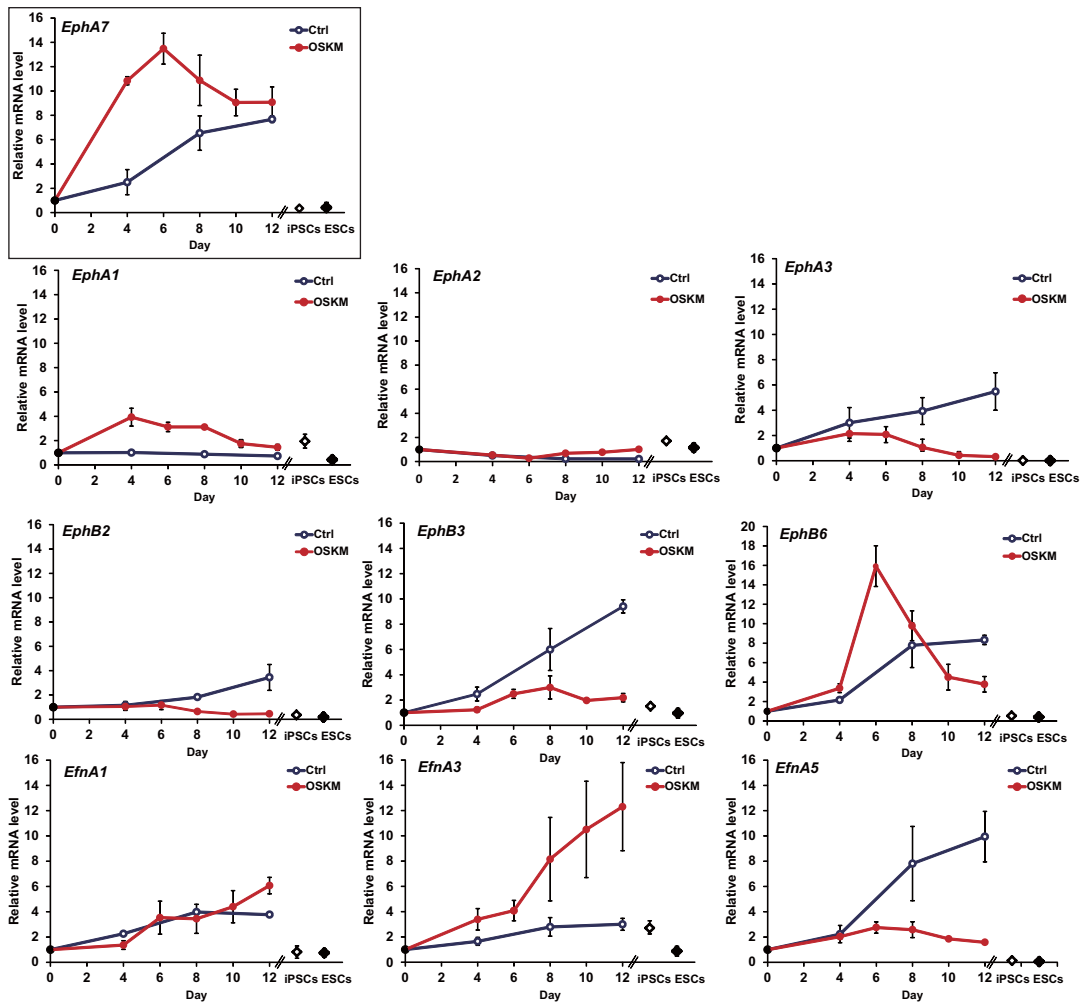 EphA7
Ctrl
OSKM
Relative mRNA level
16
14
12
10
8
6
4
2
0
0 2 4 6 8 10 12 iPSCs ESCs
Day
EphA1
Ctrl
OSKM
Relative mRNA level
16
14
12
10
8
6
4
2
0
0 2 4 6 8 10 12 iPSCs ESCs
Day
EphA2
Ctrl
OSKM
Relative mRNA level
16
14
12
10
8
6
4
2
0
0 2 4 6 8 10 12 iPSCs ESCs
Day
EphA3
Ctrl
OSKM
Relative mRNA level
16
14
12
10
8
6
4
2
0
0 2 4 6 8 10 12 iPSCs ESCs
Day
EphB2
Ctrl
OSKM
Relative mRNA level
16
14
12
10
8
6
4
2
0
0 2 4 6 8 10 12
iPSCs ESCs
Day
EphB3
Ctrl
OSKM
Relative mRNA level
16
14
12
10
8
6
4
2
0
0 2 4 6 8 10 12
iPSCs ESCs
Day
EphB6
Ctrl
OSKM
Relative mRNA level
20
18
16
14
12
10
8
6
4
2
0
0 2 4 6 8 10 12
iPSCs ESCs
Day
EfnA1
Ctrl
OSKM
Relative mRNA level
16
14
12
10
8
6
4
2
0
0 2 4 6 8 10 12
iPSCs ESCs
Day
EfnA3
Ctrl
OSKM
Relative mRNA level
16
14
12
10
8
6
4
2
0
0 2 4 6 8 10 12
iPSCs ESCs
Day
EfnA5
Ctrl
OSKM
Relative mRNA level
16
14
12
10
8
6
4
2
0
0 2 4 6 8 10 12
iPSCs ESCs
Day